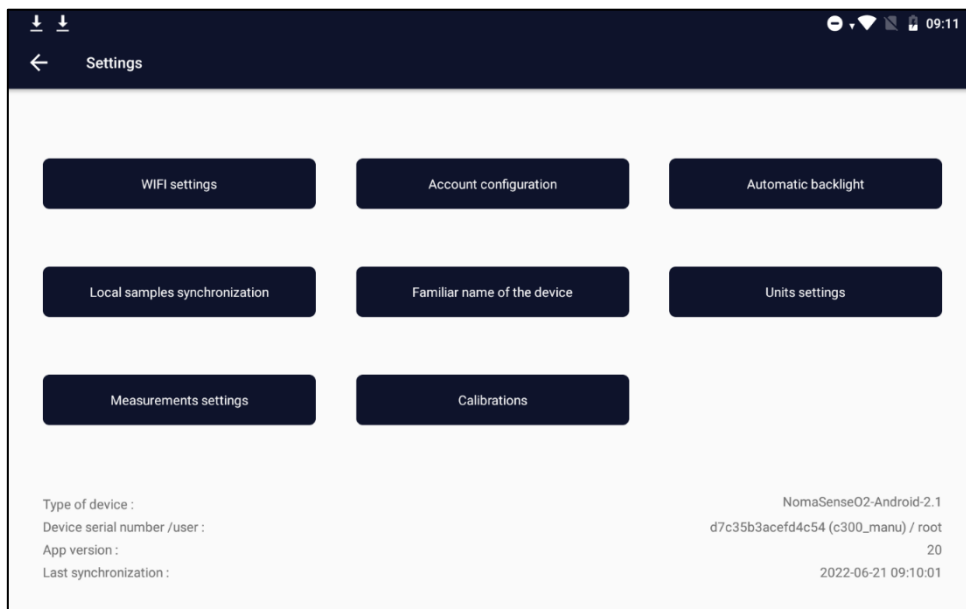 09:11
Settings
WIFI settings
Account configuration
Automatic backlight
Local samples synchronization
Familiar name of the device
Units settings
Measurements settings
Calibrations
Type of device : NomaSenseO2-Android-2.1
Device serial number /user : d7c35b3acefd4c54 (c300_manu) / root
App version : 20
Last synchronization : 2022-06-21 09:10:01